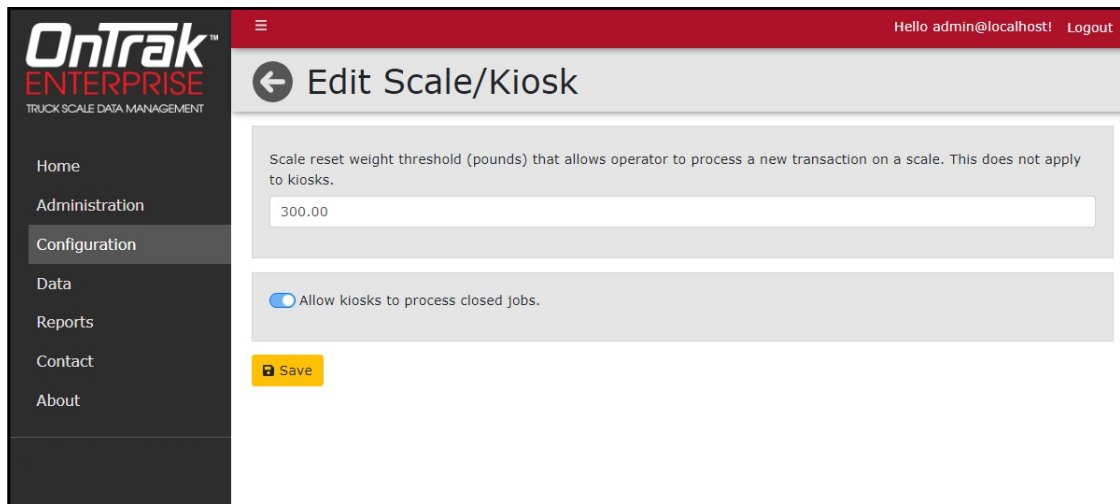 OnTrak™
ENTERPRISE
TRUCK SCALE DATA MANAGEMENT
Home
Administration
Configuration
Data
Reports
Contact
About
Hello admin@localhost! Logout
Edit Scale/Kiosk
Scale reset weight threshold (pounds) that allows operator to process a new transaction on a scale. This does not apply
to kiosks.
300.00
Allow kiosks to process closed jobs.
Save